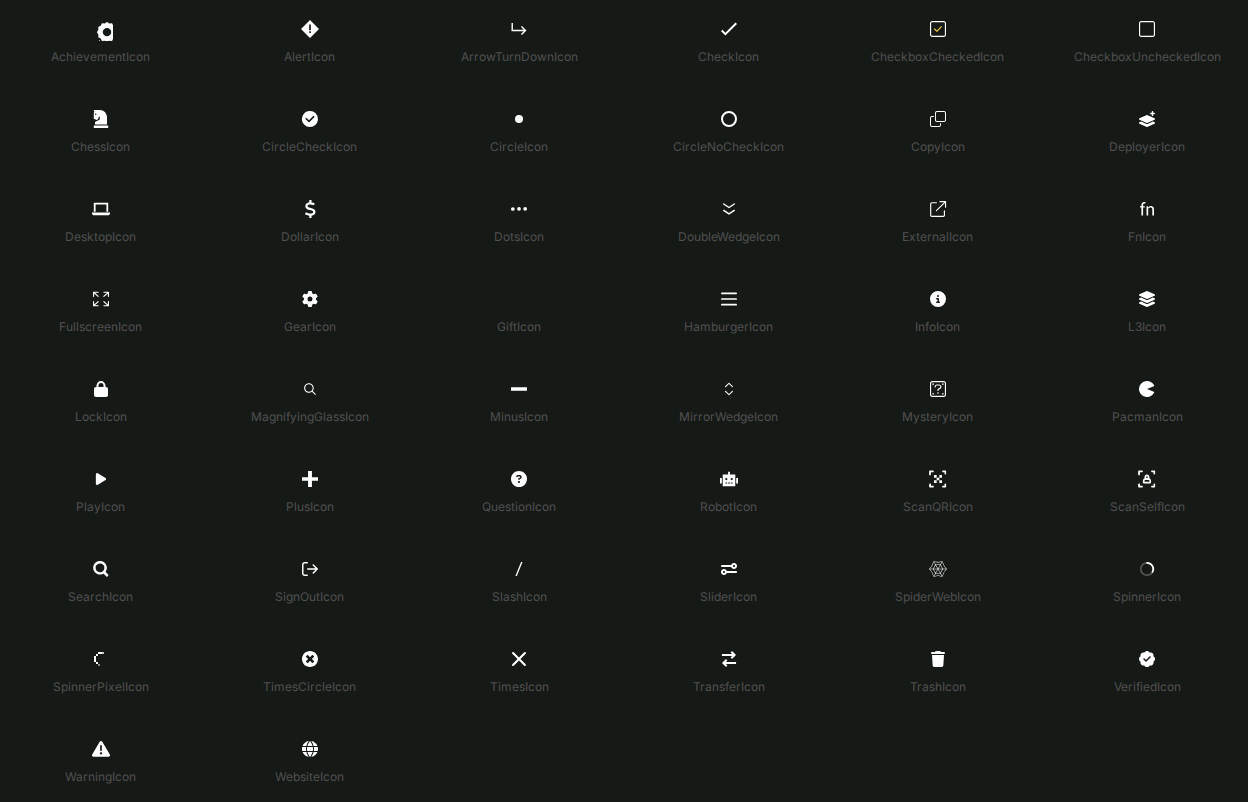 AchievementIcon AlertIcon ArrowTurnDownIcon CheckIcon CheckboxCheckedIcon CheckboxUncheckedIcon
ChessIcon CircleCheckIcon CircleIcon CircleNoCheckIcon CopyIcon DeployerIcon
fn
DesktopIcon DollarIcon DotsIcon DoubleWedgeIcon ExternalIcon FnIcon
FullscreenIcon GearIcon GiftIcon HamburgerIcon InfoIcon L3Icon
LockIcon MagnifyingGlassIcon MinusIcon MirrorWedgeIcon MysteryIcon PacmanIcon
PlayIcon PlusIcon QuestionIcon RobotIcon ScanQRIcon ScanSelfIcon
SearchIcon SignOutIcon SlashIcon SliderIcon SpiderWebIcon SpinnerIcon
SpinnerPixelIcon TimesCircleIcon TimesIcon TransferIcon TrashIcon VerifiedIcon
WarningIcon WebsiteIcon